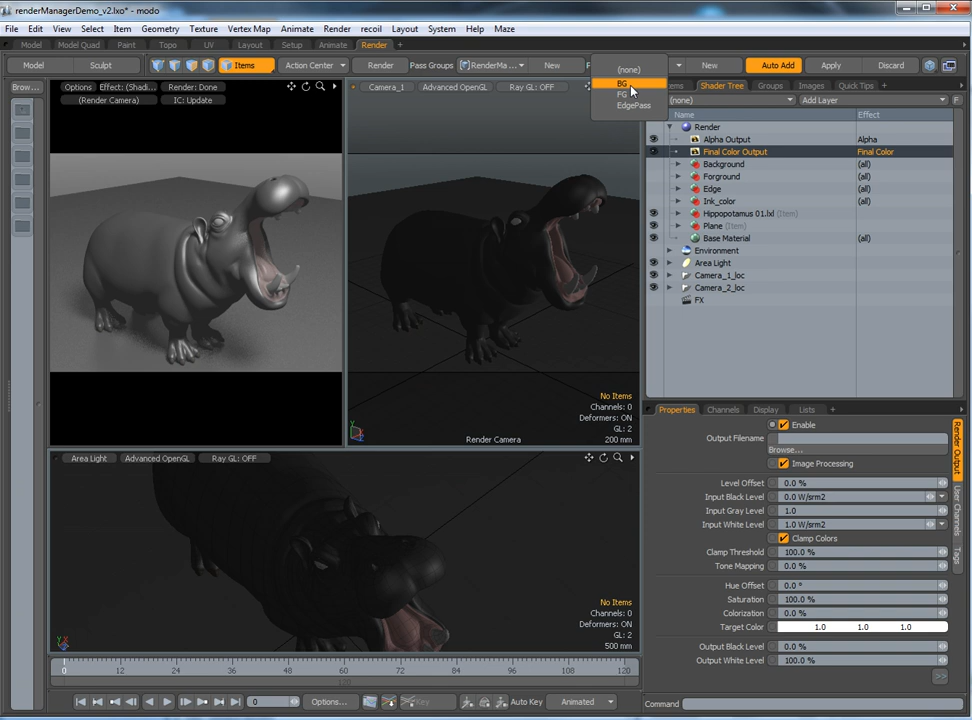 renderManagerDemo_v2.lxo* - modo
File Edit View Select Item Geometry Texture Vertex Map Animate Render recoil Layout System Help Maze
Model Model Quad Paint Topo UV Layout Setup Animate Render +
Model Sculpt Items Action Center Render Pass Groups [RenderMa ... New New Auto Add Apply Discard
(none)
BG
FG
EdgePass
Brow...
Options Effect: (Shadi... Render: Done
(Render Camera) IC: Update
Camera_1 Advanced OpenGL Ray GL: OFF
Shader Tree Groups Images Quick Tips +
(none) Add Layer F
Name Effect
Render
Alpha Output Alpha
Final Color Output Final Color
Background (all)
Forground (all)
Edge (all)
Ink_color (all)
Hippopotamus 01.lxl (Item)
Plane (Item)
Base Material (all)
Environment
Area Light
Camera_1_loc
Camera_2_loc
FX
No Items
Channels: 0
Deformers: ON
GL: 2
200 mm
Render Camera
Area Light Advanced OpenGL Ray GL: OFF
No Items
Channels: 0
Deformers: ON
GL: 2
500 mm
Properties Channels Display Lists +
Enable
Output Filename
Browse...
Image Processing
Level Offset 0.0 %
Input Black Level 0.0 W/srm2
Input Gray Level 1.0
Input White Level 1.0 W/srm2
Clamp Colors
Clamp Threshold 100.0 %
Tone Mapping 0.0 %
Hue Offset 0.0 °
Saturation 100.0 %
Colorization 0.0 %
Target Color 1.0 1.0 1.0
Output Black Level 0.0 %
Output White Level 100.0 %
>>
Render Output
User Channels
Tags
0 12 24 36 48 60 72 84 96 108 120
0 Options... Key Auto Key Animated
Command